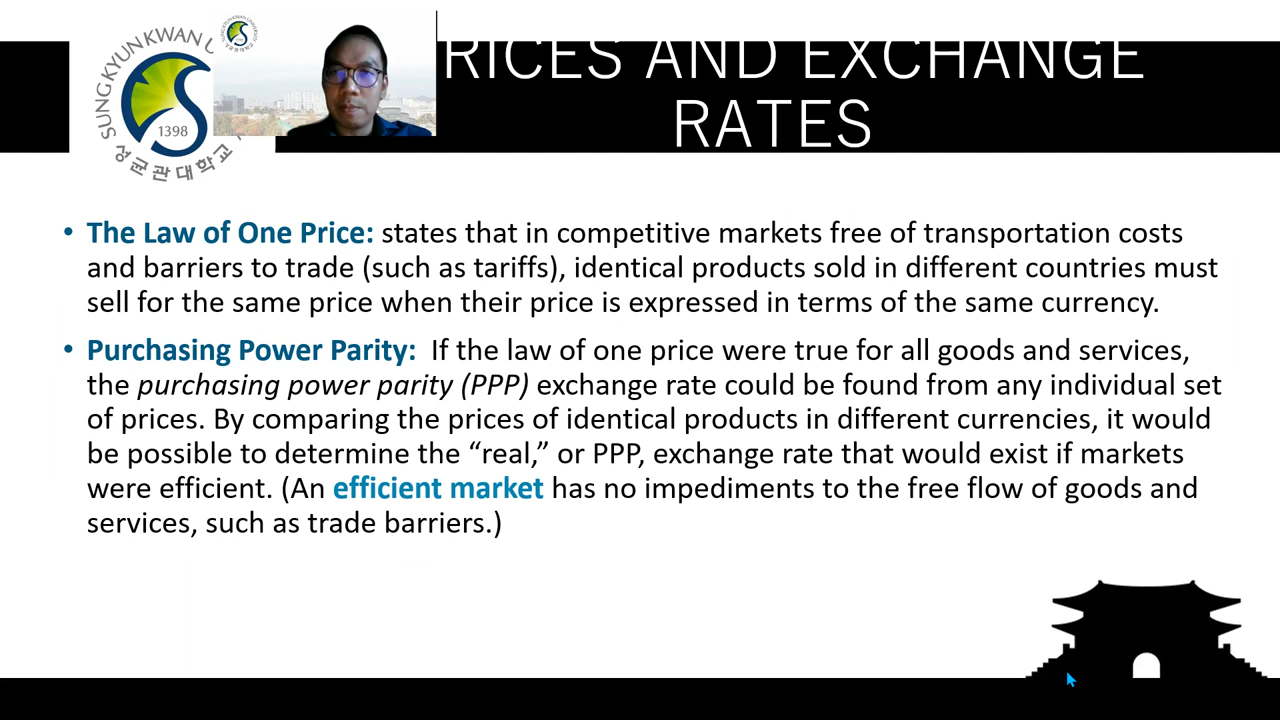 SUNGKYUNKWAN U
1398
성균관대학교
RICES AND EXCHANGE
RATES
• The Law of One Price: states that in competitive markets free of transportation costs
and barriers to trade (such as tariffs), identical products sold in different countries must
sell for the same price when their price is expressed in terms of the same currency.
• Purchasing Power Parity: If the law of one price were true for all goods and services,
the purchasing power parity (PPP) exchange rate could be found from any individual set
of prices. By comparing the prices of identical products in different currencies, it would
be possible to determine the “real,” or PPP, exchange rate that would exist if markets
were efficient. (An efficient market has no impediments to the free flow of goods and
services, such as trade barriers.)